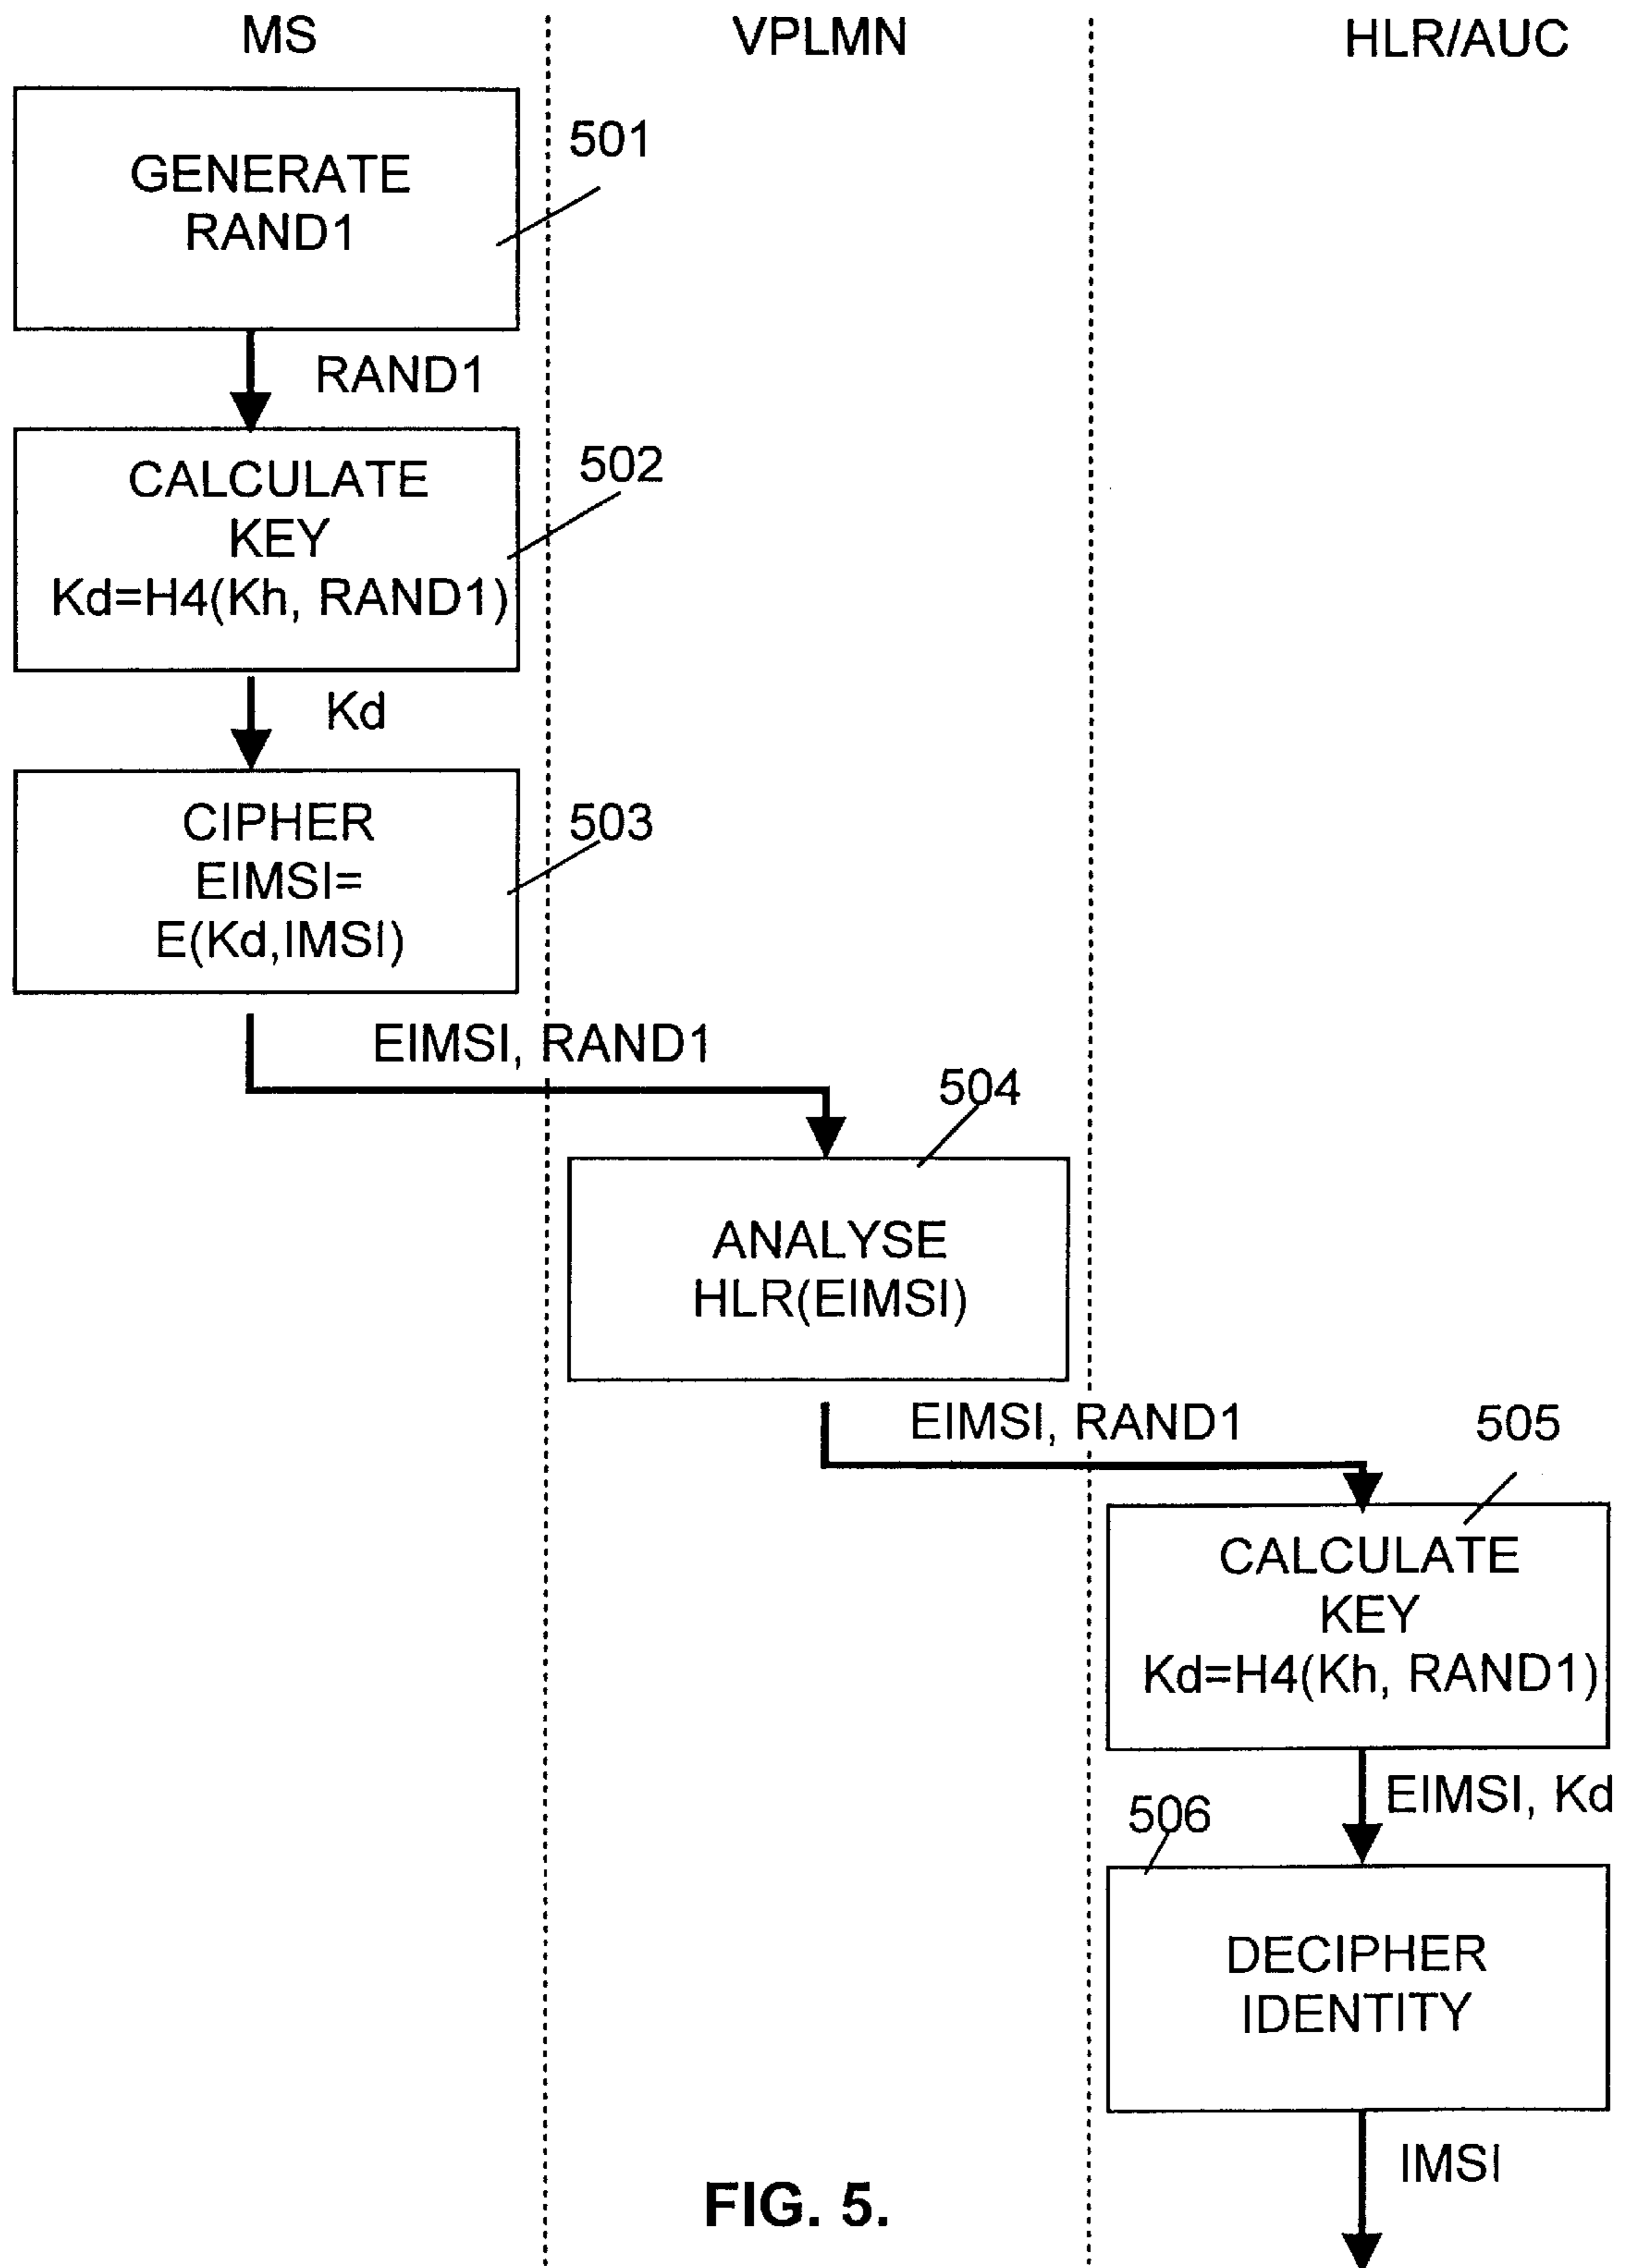 MS
VPLMN
HLR/AUC
501
GENERATE
RAND1
RAND1
502
CALCULATE
KEY
Kd=H4(Kh, RAND1)
Kd
503
CIPHER
EIMSI=
E(Kd,IMSI)
EIMSI, RAND1
504
ANALYSE
HLR(EIMSI)
EIMSI, RAND1
505
CALCULATE
KEY
Kd=H4(Kh, RAND1)
EIMSI, Kd
506
DECIPHER
IDENTITY
IMSI
FIG. 5.